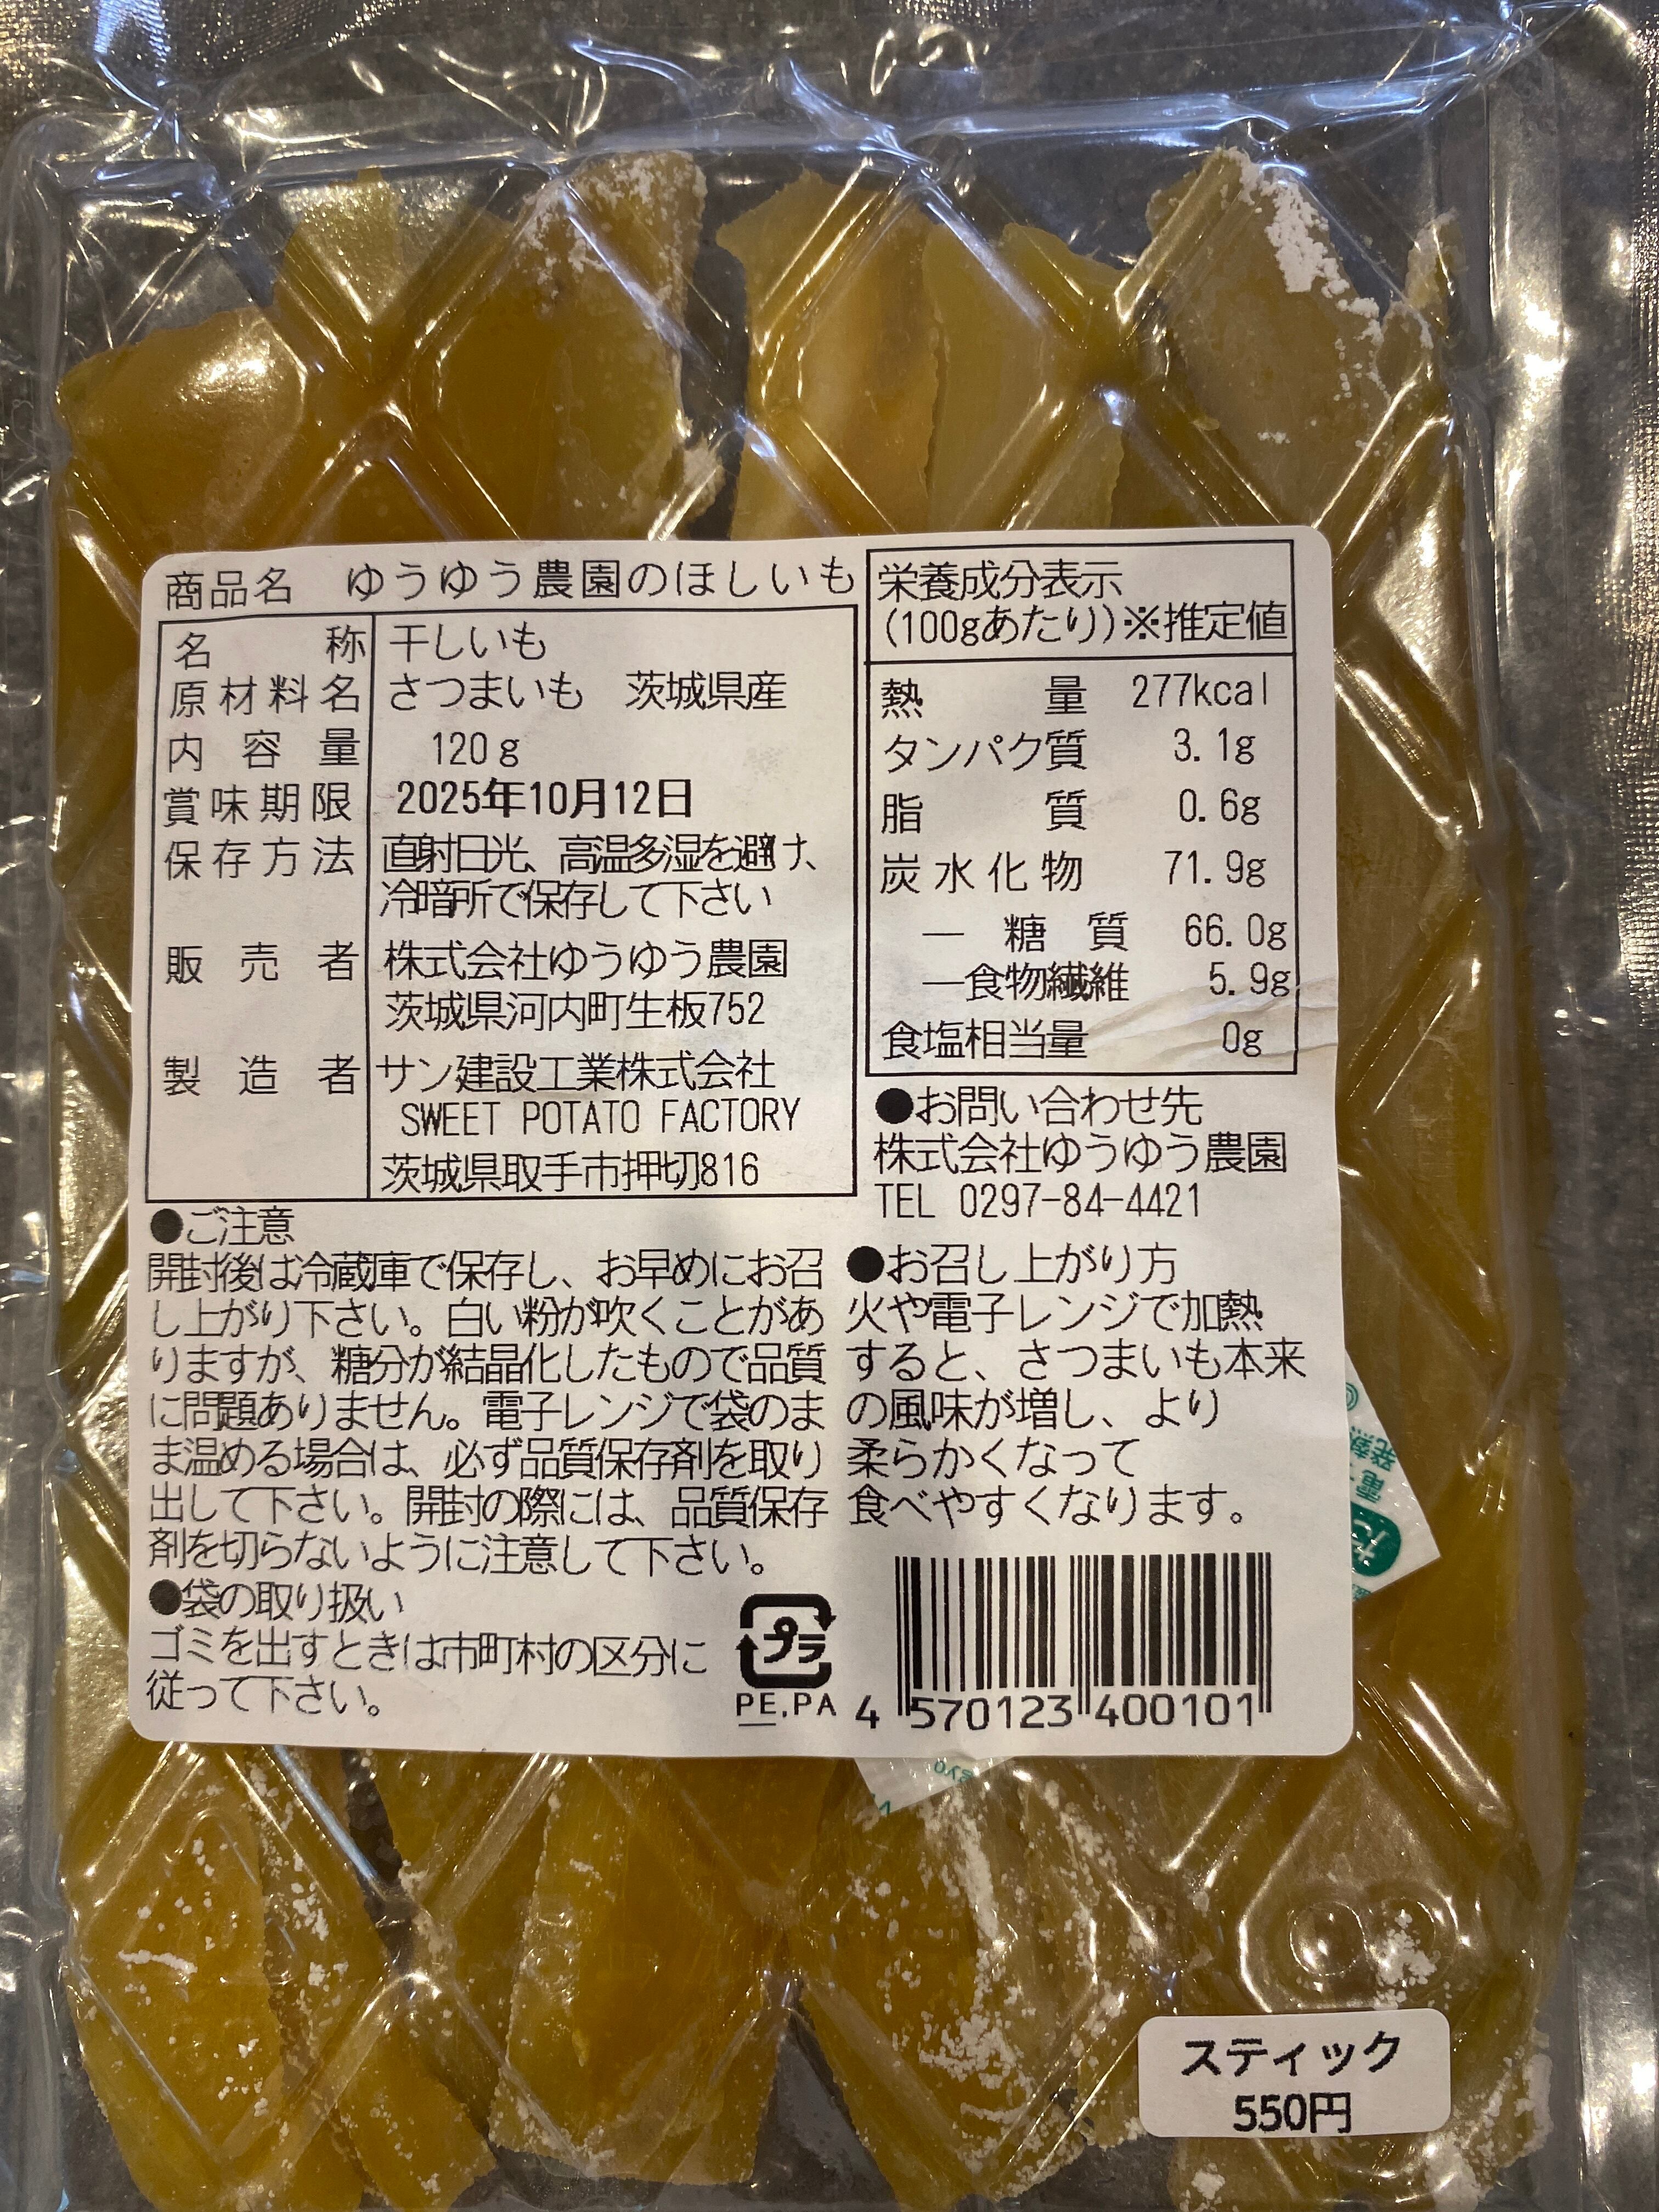 商品名 ゆうゆう農園のほしいも
名称 干しいも
原材料名 さつまいも 茨城県産
内容量 120g
賞味期限 2025年10月12日
保存方法 直射日光、高温多湿を避け、
冷暗所で保存して下さい
販売者 株式会社ゆうゆう農園
茨城県河内町生板752
製造者 サン建設工業株式会社
SWEET POTATO FACTORY
茨城県取手市押切816
栄養成分表示
(100gあたり)※推定値
熱量 277kcal
タンパク質 3.1g
脂質 0.6g
炭水化物 71.9g
―糖質 66.0g
―食物繊維 5.9g
食塩相当量 0g
●お問い合わせ先
株式会社ゆうゆう農園
TEL 0297-84-4421
●ご注意
開封後は冷蔵庫で保存し、お早めにお召
し上がり下さい。白い粉が吹くことがあ
りますが、糖分が結晶化したもので品質
に問題ありません。電子レンジで袋のま
ま温める場合は、必ず品質保存剤を取り
出して下さい。開封の際には、品質保存
剤を切らないように注意して下さい。
●袋の取り扱い
ゴミを出すときは市町村の区分に
従って下さい。
●お召し上がり方
火や電子レンジで加熱
すると、さつまいも本来
の風味が増し、より
柔らかくなって
食べやすくなります。
プラ
PE,PA
4 570123 400101
スティック
550円